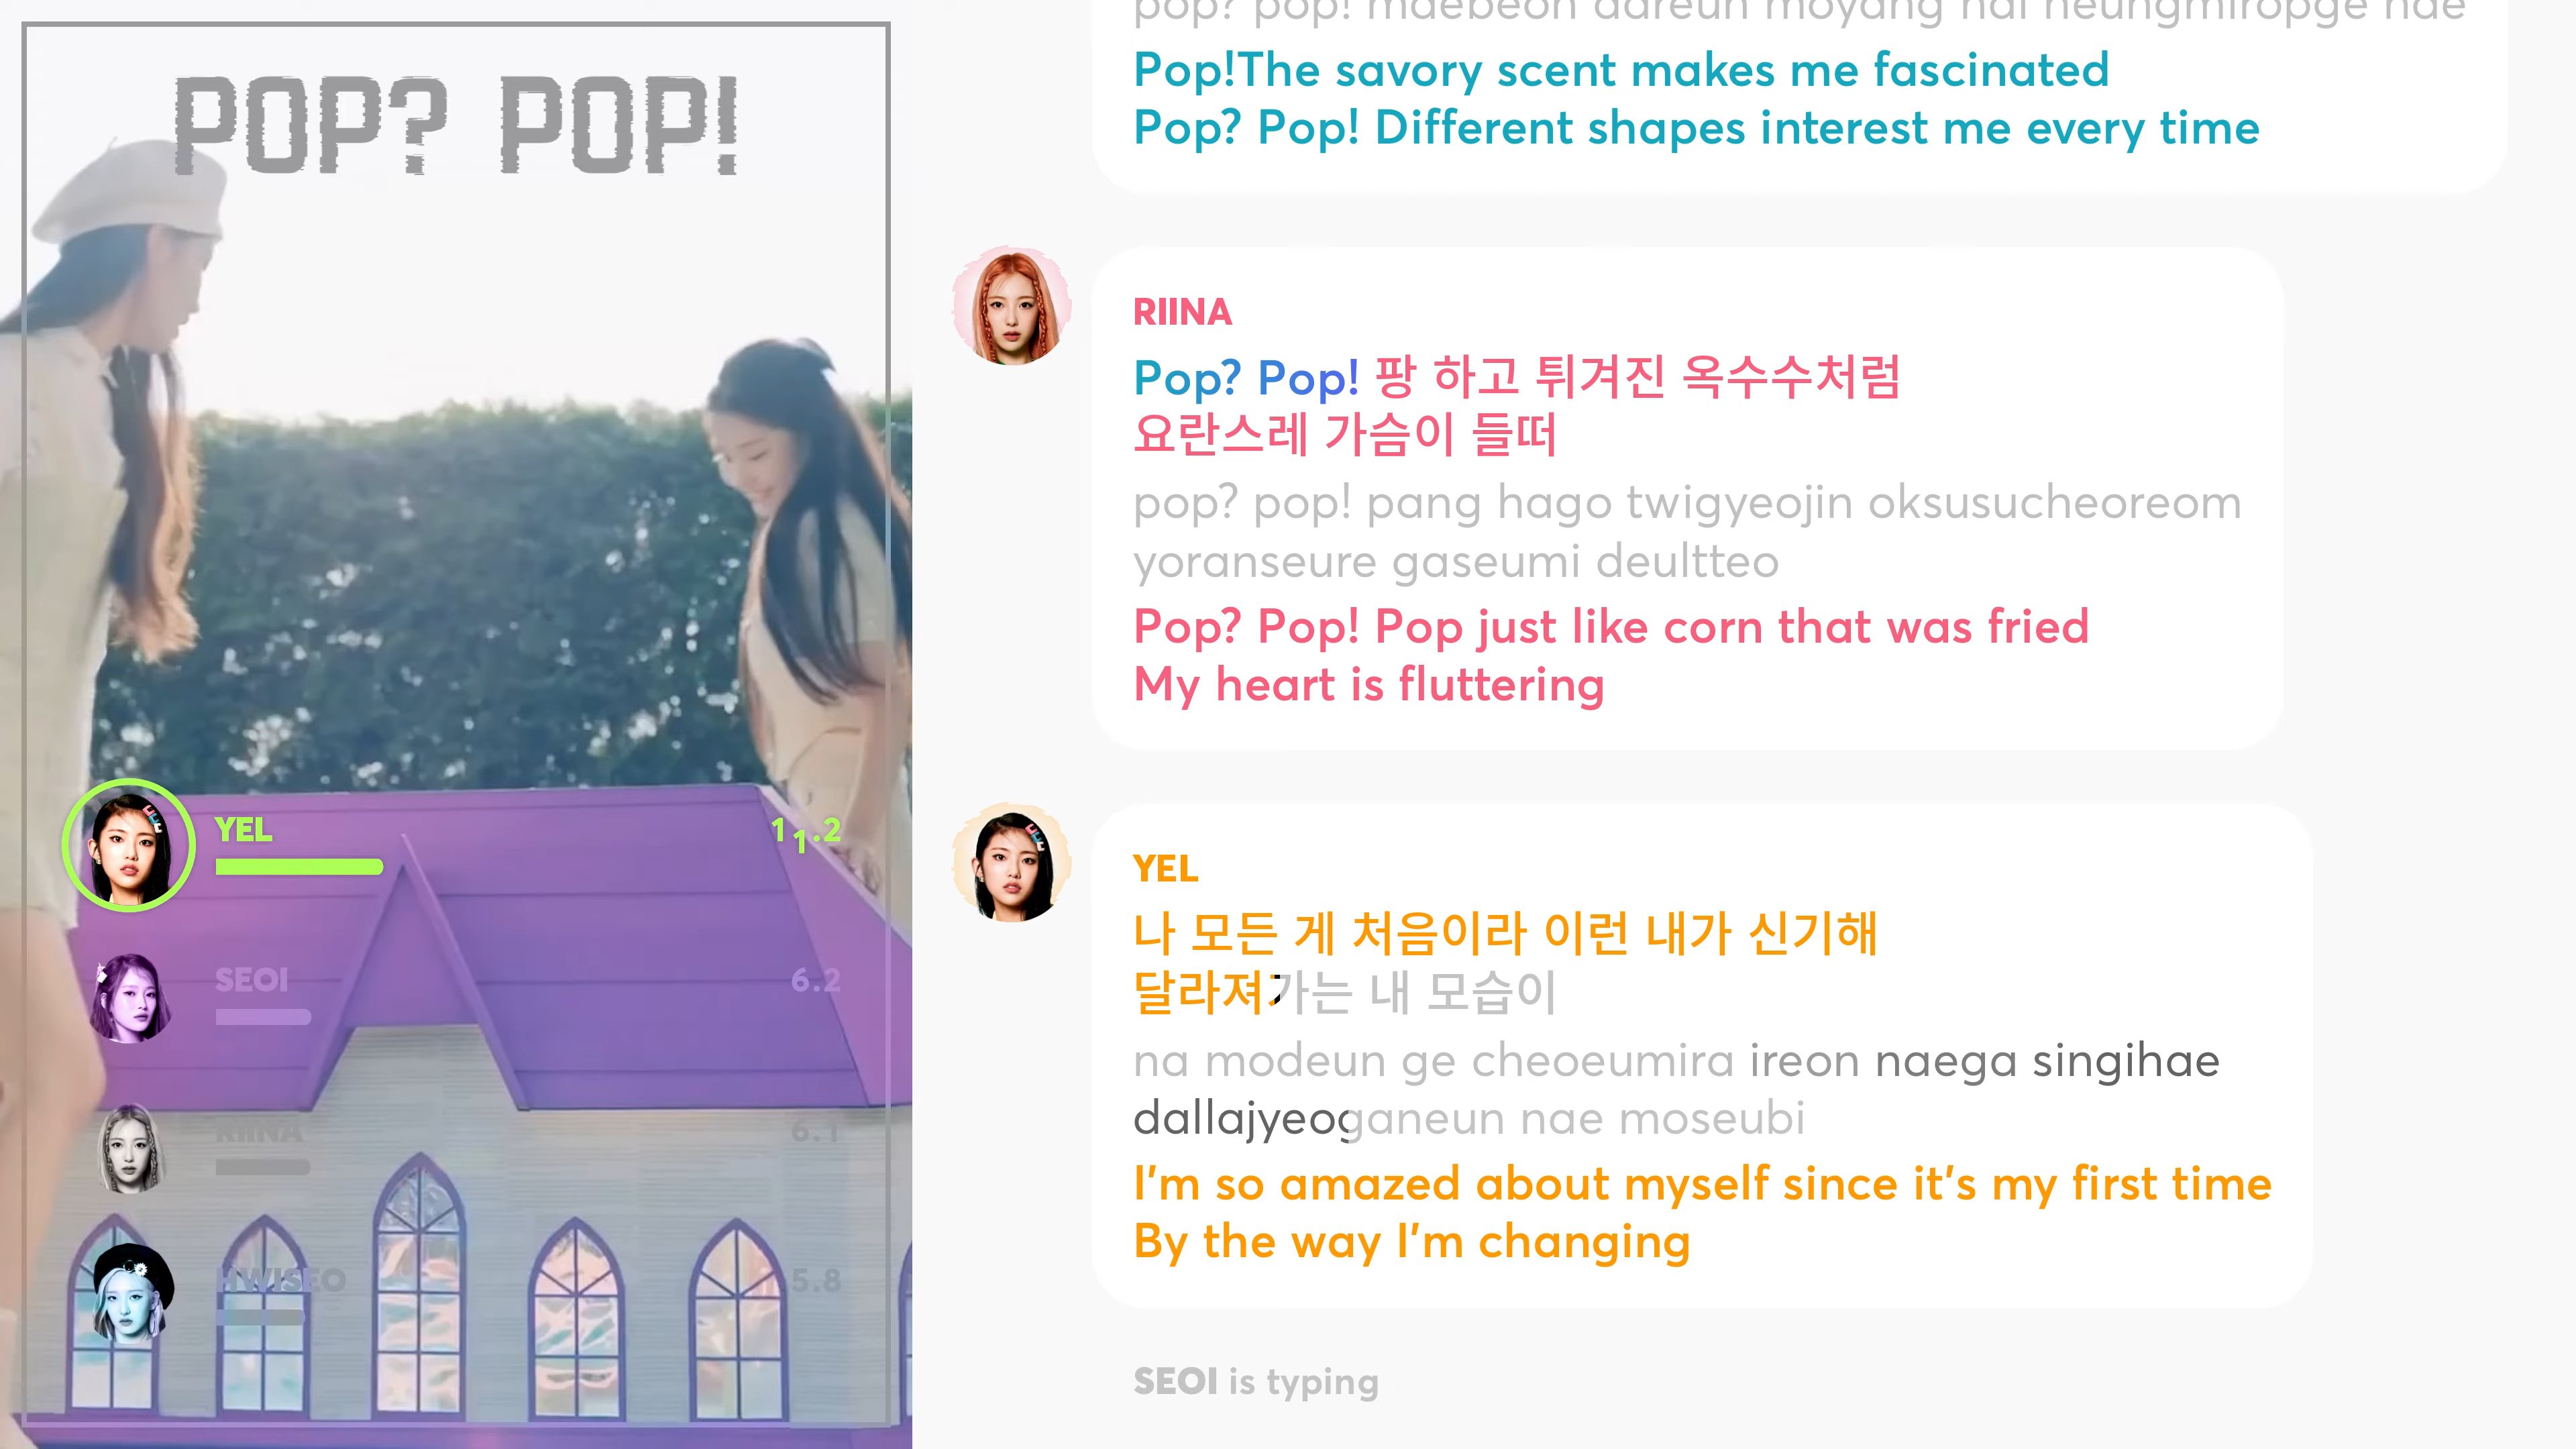 POP? POP!
YEL
11.2
SEOI
6.2
RIINA
6.1
HWISEO
5.8
pop? pop! maebeon dareun moyang nal heungmiropge hae
Pop!The savory scent makes me fascinated
Pop? Pop! Different shapes interest me every time
RIINA
Pop? Pop! 팡 하고 튀겨진 옥수수처럼
요란스레 가슴이 들떠
pop? pop! pang hago twigyeojin oksusucheoreom
yoranseure gaseumi deultteo
Pop? Pop! Pop just like corn that was fried
My heart is fluttering
YEL
나 모든 게 처음이라 이런 내가 신기해
달라져가는 내 모습이
na modeun ge cheoeumira ireon naega singihae
dallajyeoganeun nae moseubi
I'm so amazed about myself since it's my first time
By the way I'm changing
SEOI is typing